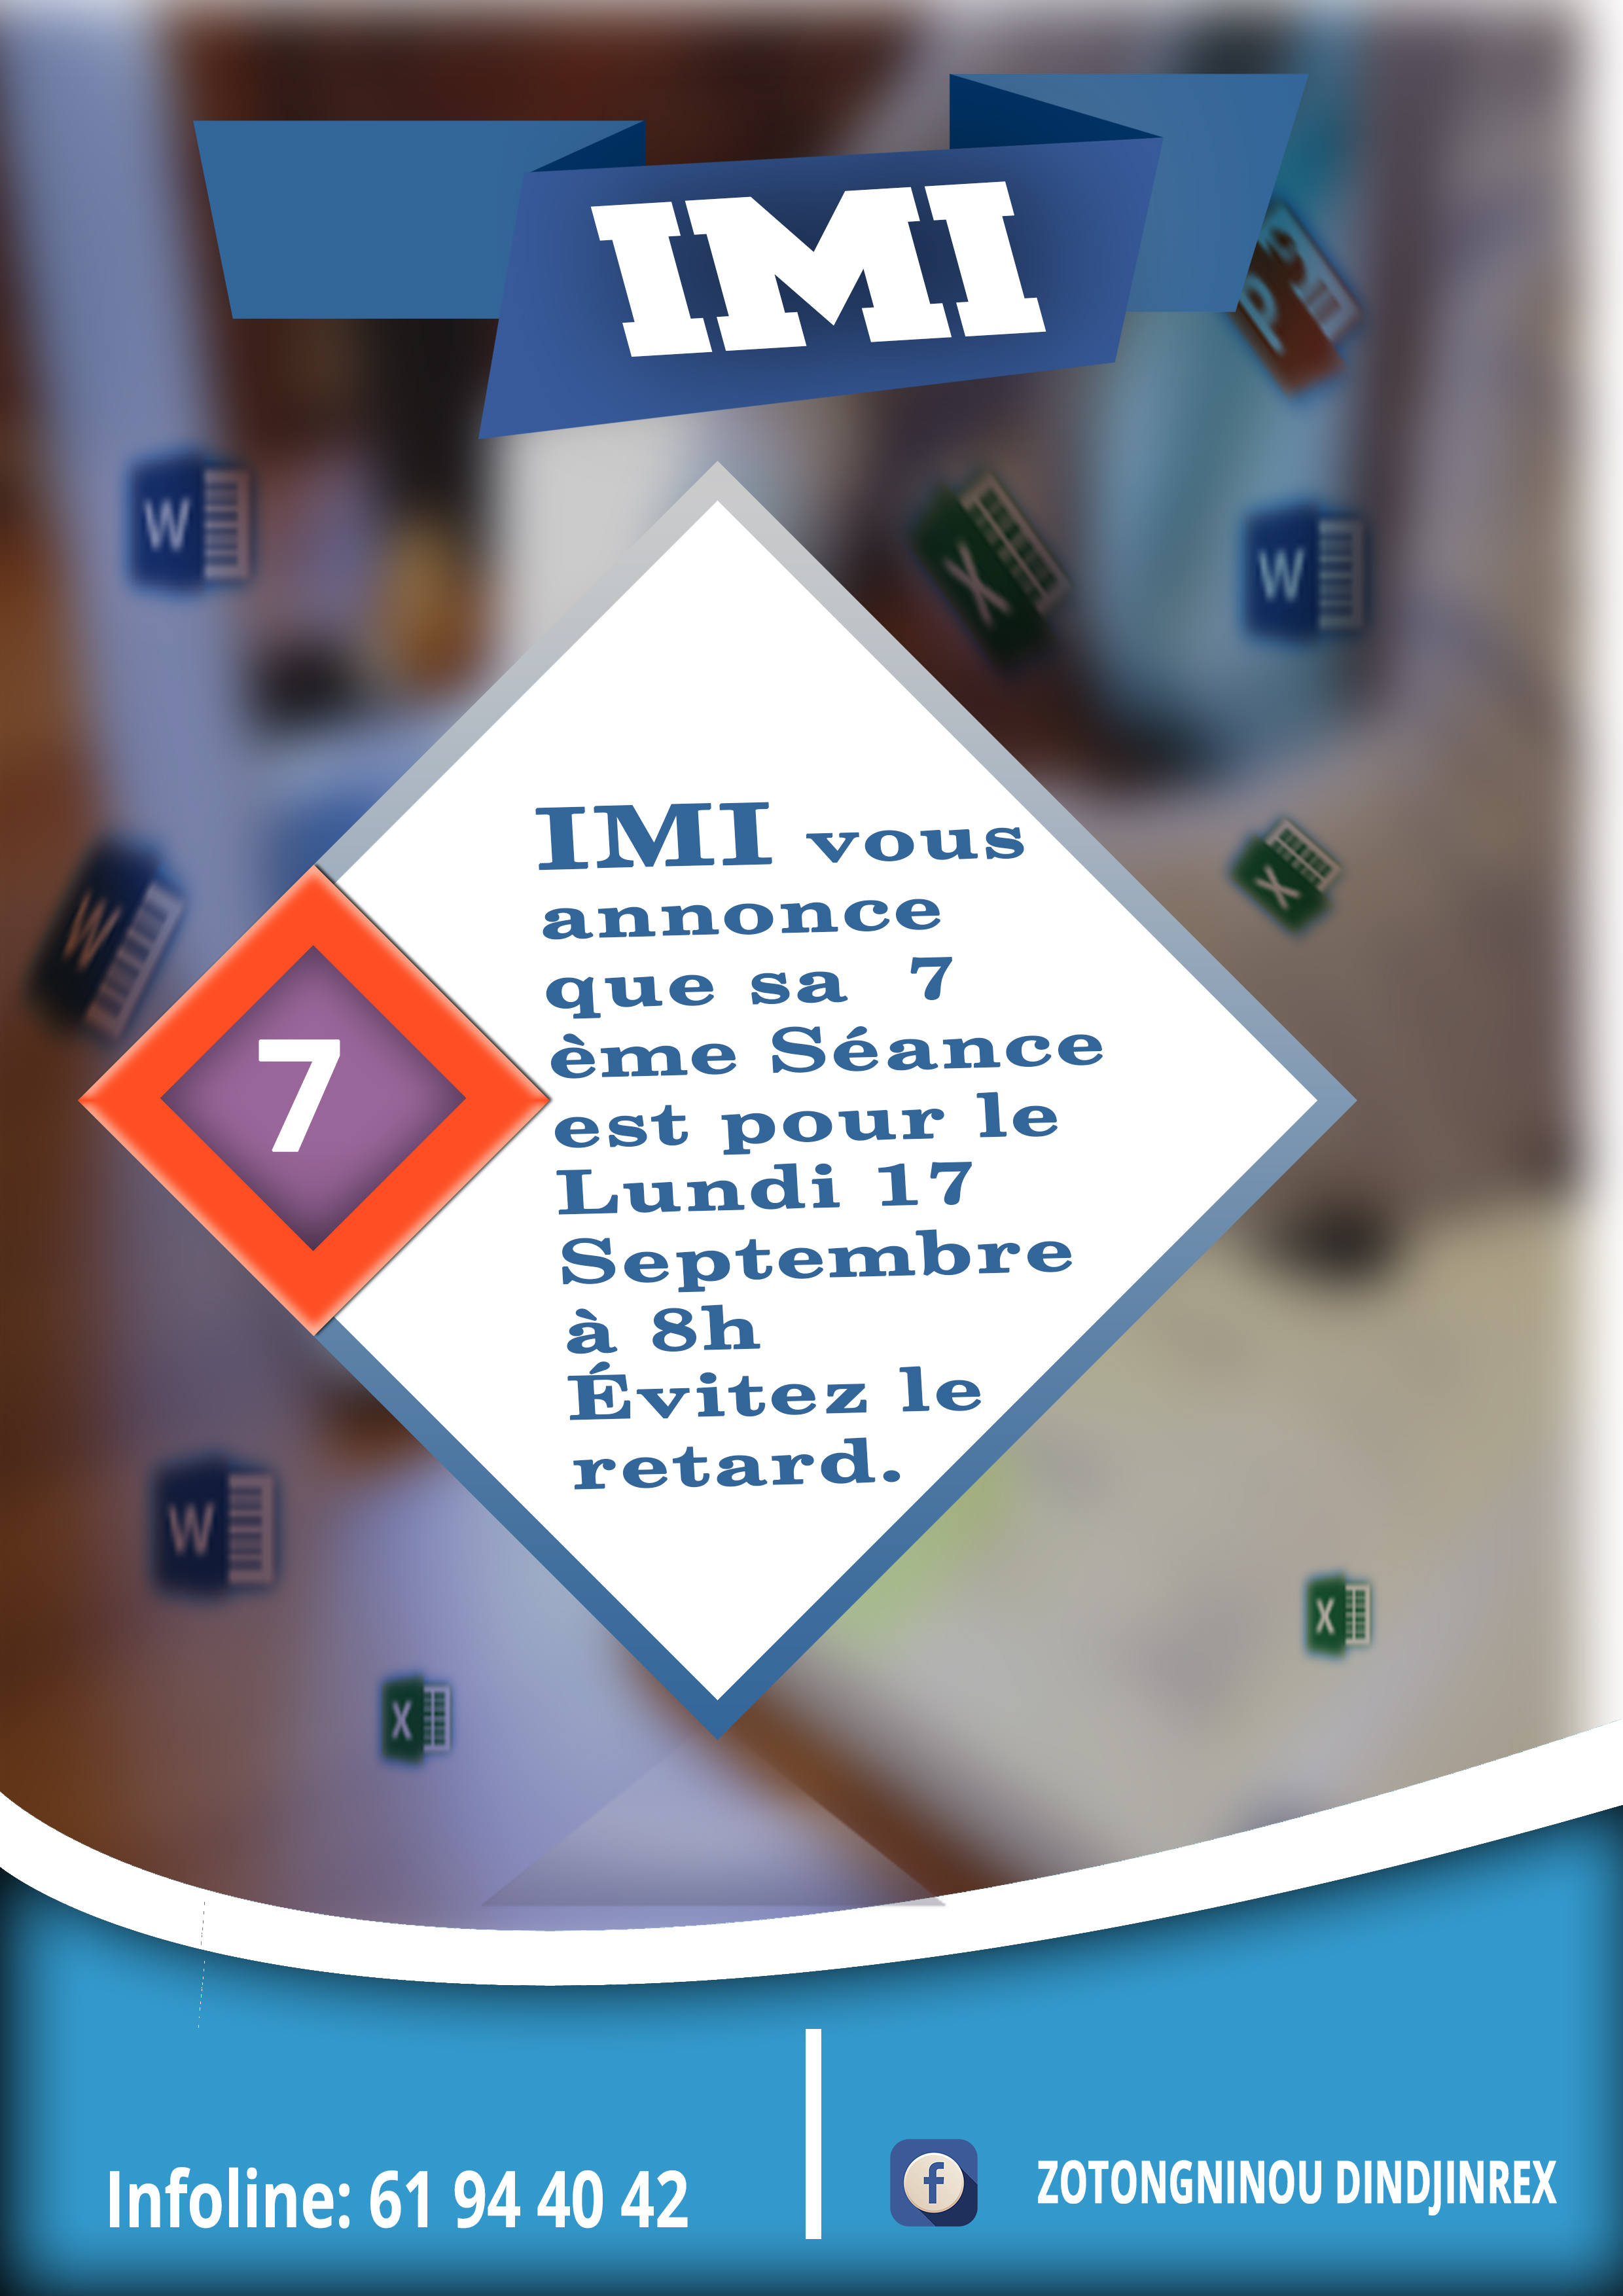 IMI
W
W
X
X
W
W
X
X
IMI vous
annonce
que sa 7
ème Séance
est pour le
Lundi 17
Septembre
à 8h
Évitez le
retard.
7
Infoline: 61 94 40 42
f
ZOTONGNINOU DINDJINREX